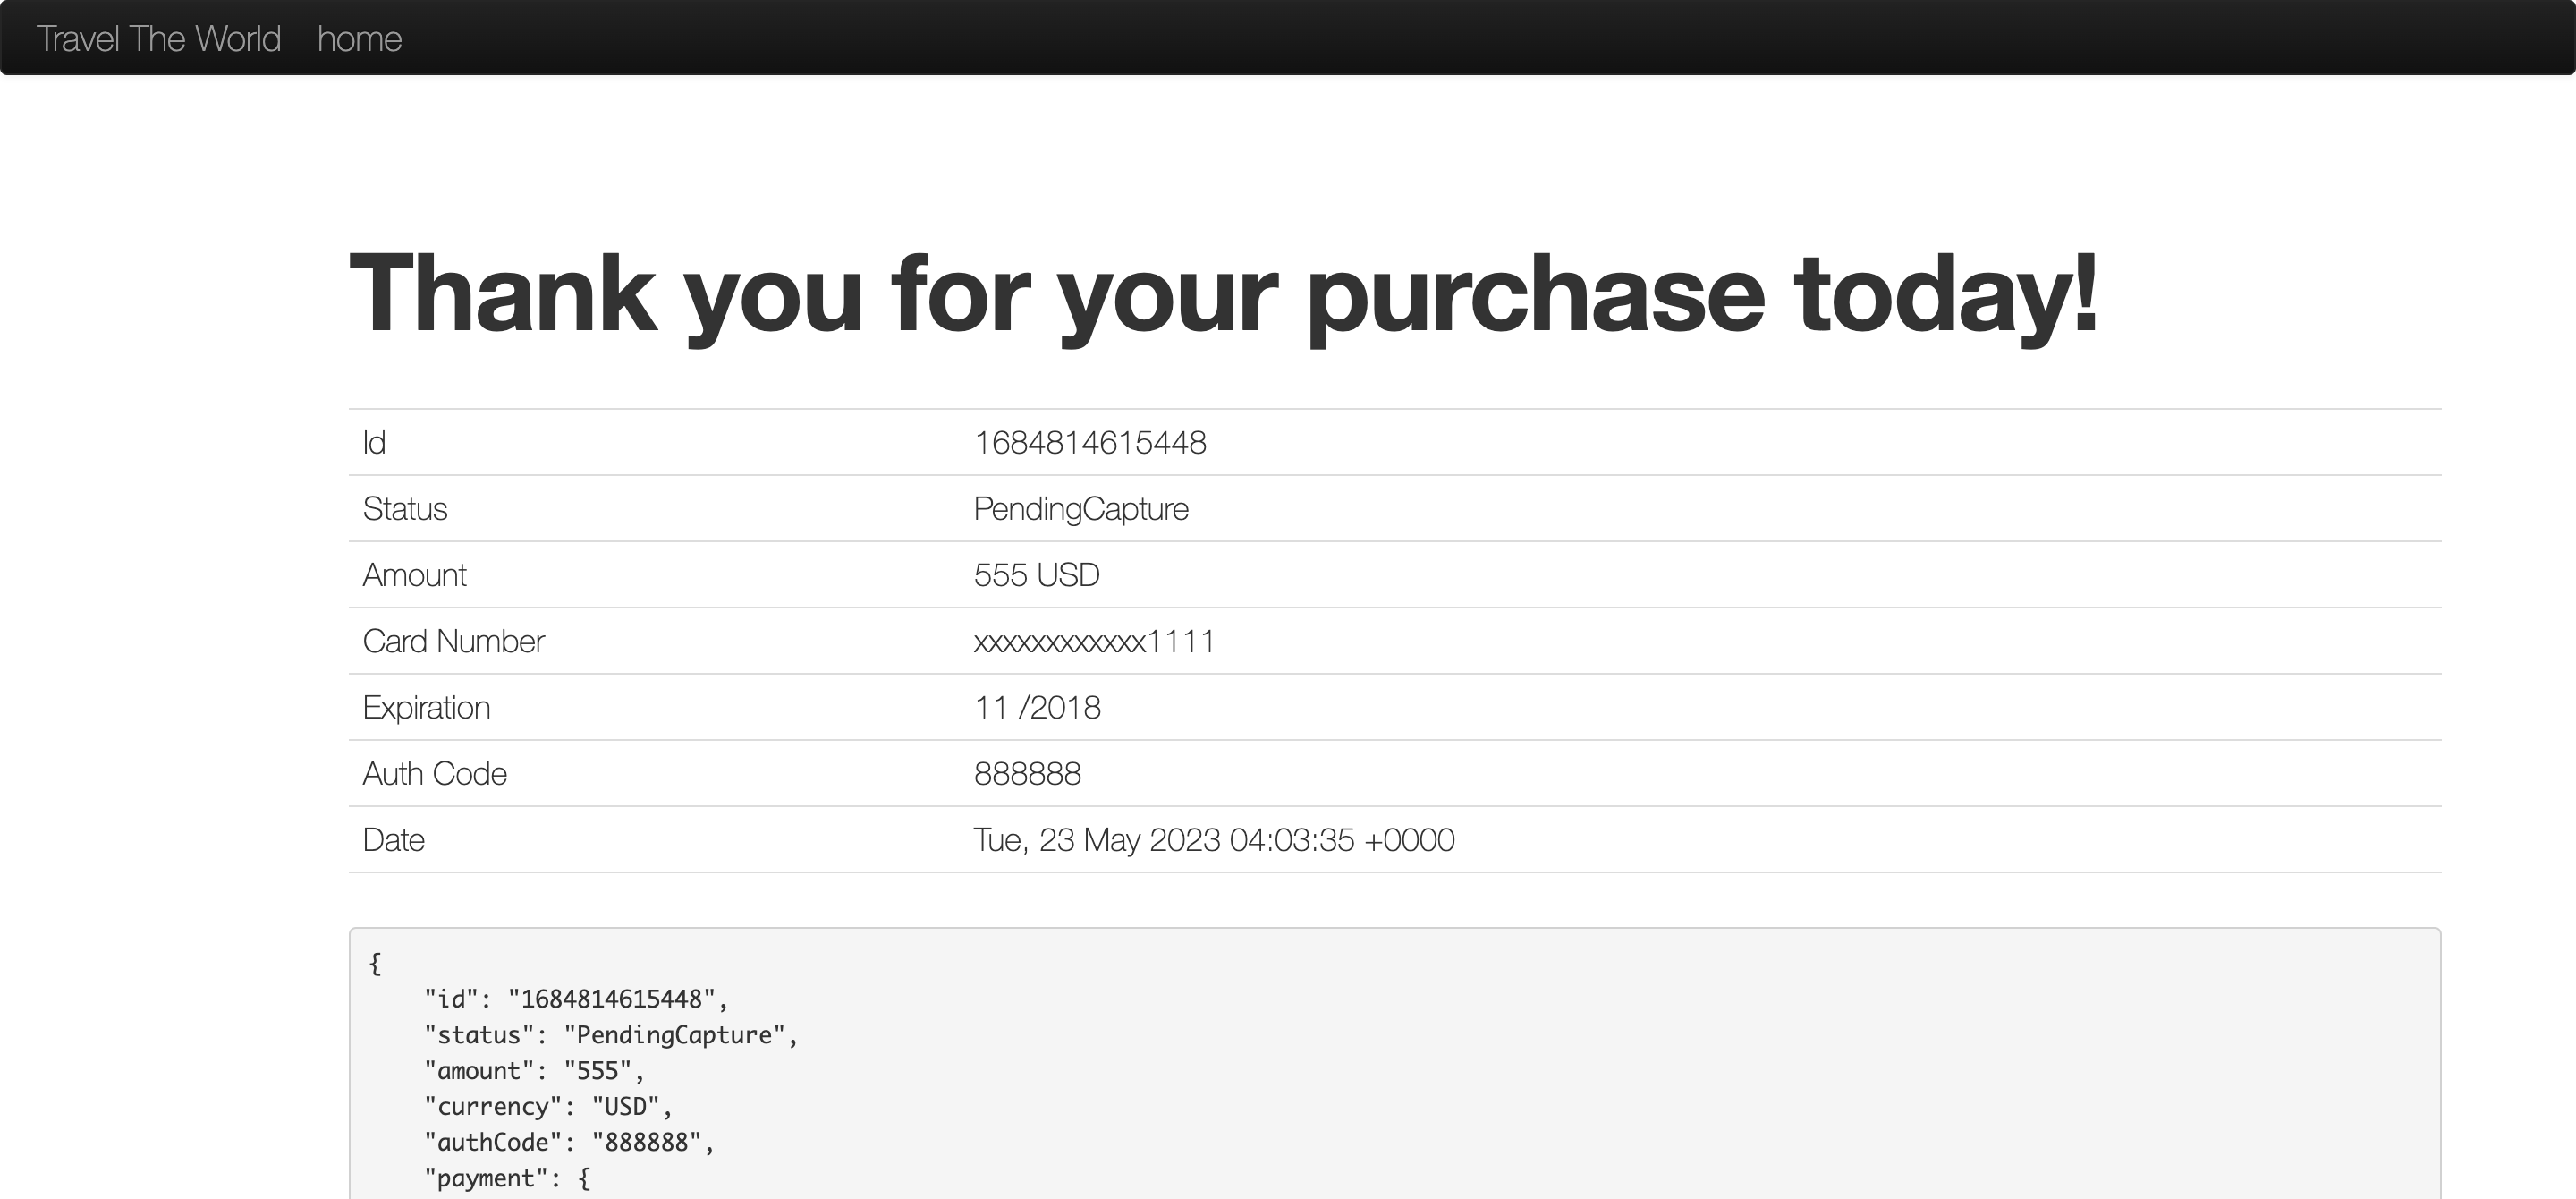 Travel The World home
Thank you for your purchase today!
Id 1684814615448
Status PendingCapture
Amount 555 USD
Card Number xxxxxxxxxxxx1111
Expiration 11 /2018
Auth Code 888888
Date Tue, 23 May 2023 04:03:35 +0000
{
    "id": "1684814615448",
    "status": "PendingCapture",
    "amount": "555",
    "currency": "USD",
    "authCode": "888888",
    "payment": {